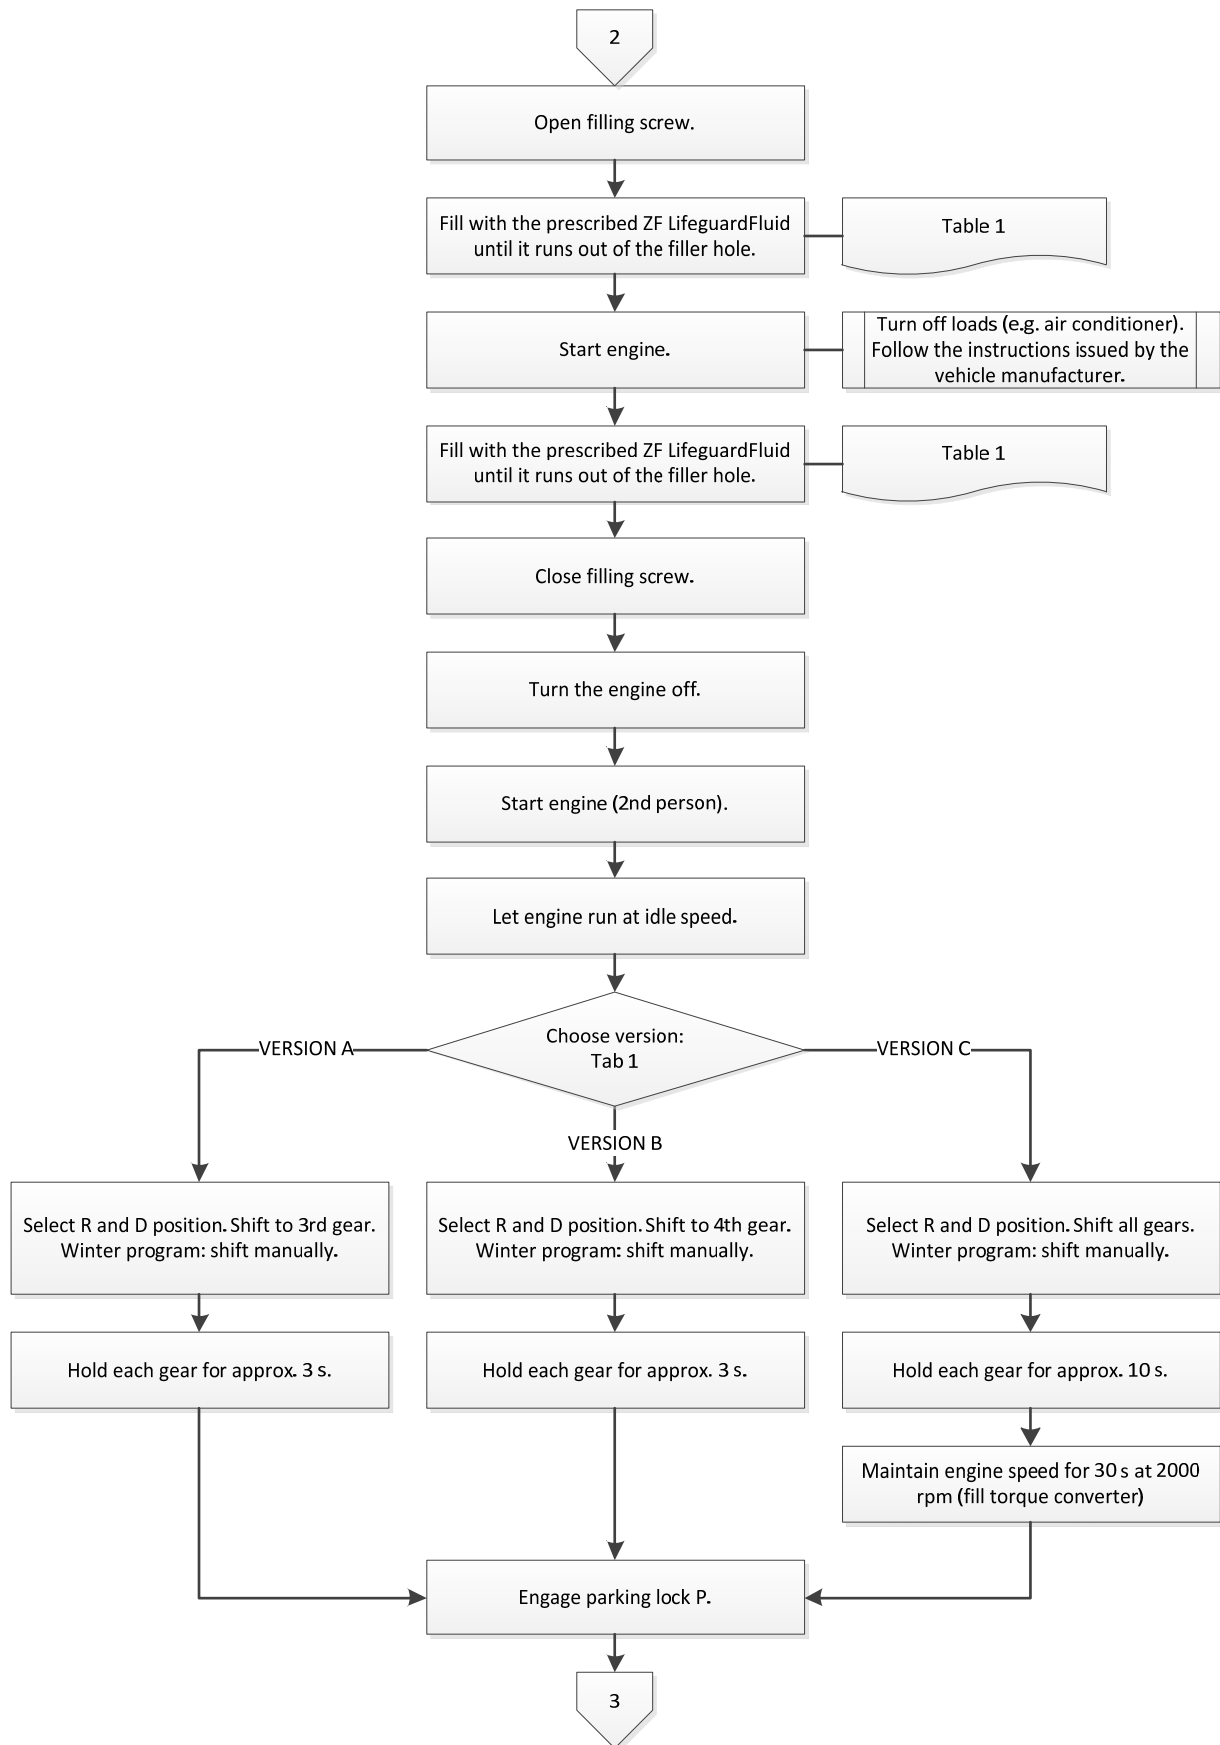 2
Open filling screw.
Fill with the prescribed ZF LifeguardFluid
until it runs out of the filler hole.
Table 1
Start engine.
Turn off loads (e.g. air conditioner).
Follow the instructions issued by the
vehicle manufacturer.
Fill with the prescribed ZF LifeguardFluid
until it runs out of the filler hole.
Table 1
Close filling screw.
Turn the engine off.
Start engine (2nd person).
Let engine run at idle speed.
Choose version:
Tab 1
VERSION A
VERSION C
VERSION B
Select R and D position. Shift to 3rd gear.
Winter program: shift manually.
Select R and D position. Shift to 4th gear.
Winter program: shift manually.
Select R and D position. Shift all gears.
Winter program: shift manually.
Hold each gear for approx. 3 s.
Hold each gear for approx. 3 s.
Hold each gear for approx. 10 s.
Maintain engine speed for 30 s at 2000
rpm (fill torque converter)
Engage parking lock P.
3